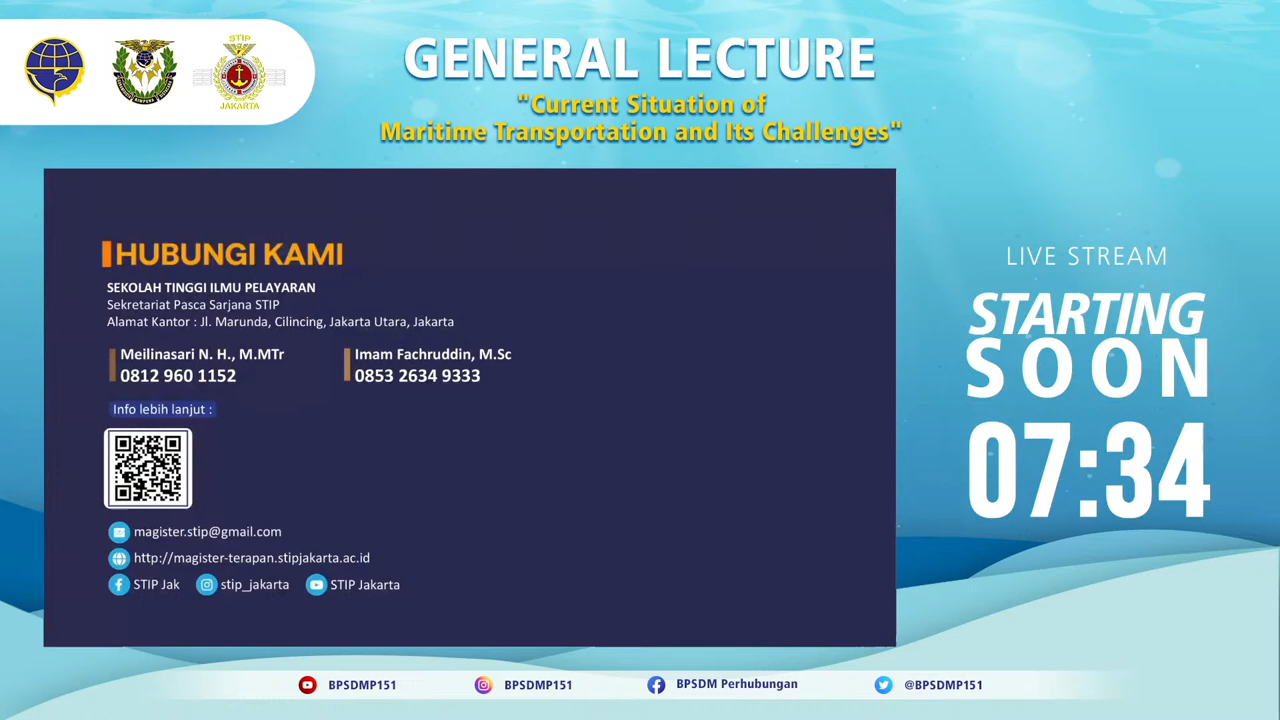 STIP
JAKARTA
GENERAL LECTURE
"Current Situation of
Maritime Transportation and Its Challenges"
HUBUNGI KAMI
SEKOLAH TINGGI ILMU PELAYARAN
Sekretariat Pasca Sarjana STIP
Alamat Kantor : Jl. Marunda, Cilincing, Jakarta Utara, Jakarta
Meilinasari N. H., M.MTr
0812 960 1152
Imam Fachruddin, M.Sc
0853 2634 9333
Info lebih lanjut :
magister.stip@gmail.com
http://magister-terapan.stipjakarta.ac.id
STIP Jak stip_jakarta STIP Jakarta
LIVE STREAM
STARTING
SOON
07:34
BPSDMP151 BPSDMP151 BPSDM Perhubungan @BPSDMP151